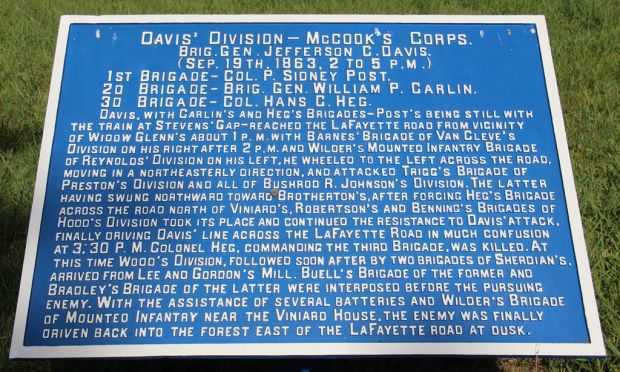 DAVIS' DIVISION – MCCOOK'S CORPS.
BRIG. GEN. JEFFERSON C. DAVIS.
(SEP. 19TH, 1863, 2 TO 5 P.M.)
1ST BRIGADE – COL. P. SIDNEY POST.
2D BRIGADE – BRIG. GEN. WILLIAM P. CARLIN.
3D BRIGADE – COL. HANS C. HEG.
DAVIS, WITH CARLIN'S AND HEG'S BRIGADES – POST'S BEING STILL WITH
THE TRAIN AT STEVENS' GAP – REACHED THE LAFAYETTE ROAD FROM VICINITY
OF WIDOW GLENN'S ABOUT 1 P.M. WITH BARNES' BRIGADE OF VAN CLEVE'S
DIVISION ON HIS RIGHT AFTER 2 P.M. AND WILDER'S MOUNTED INFANTRY BRIGADE
OF REYNOLDS' DIVISION ON HIS LEFT, HE WHEELED TO THE LEFT ACROSS THE ROAD,
MOVING IN A NORTHEASTERLY DIRECTION, AND ATTACKED TRIGG'S BRIGADE OF
PRESTON'S DIVISION AND ALL OF BUSHROD R. JOHNSON'S DIVISION. THE LATTER
HAVING SWUNG NORTHWARD TOWARD BROTHERTON'S, AFTER FORCING HEG'S BRIGADE
ACROSS THE ROAD NORTH OF VINIARD'S, ROBERTSON'S AND BENNING'S BRIGADES OF
HOOD'S DIVISION TOOK ITS PLACE AND CONTINUED THE RESISTANCE TO DAVIS' ATTACK,
FINALLY DRIVING DAVIS' LINE ACROSS THE LAFAYETTE ROAD IN MUCH CONFUSION
AT 3,30 P.M. COLONEL HEG, COMMANDING THE THIRD BRIGADE, WAS KILLED. AT
THIS TIME WOOD'S DIVISION, FOLLOWED SOON AFTER BY TWO BRIGADES OF SHERDIAN'S,
ARRIVED FROM LEE AND GORDON'S MILL. BUELL'S BRIGADE OF THE FORMER AND
BRADLEY'S BRIGADE OF THE LATTER WERE INTERPOSED BEFORE THE PURSUING
ENEMY. WITH THE ASSISTANCE OF SEVERAL BATTERIES AND WILDER'S BRIGADE
OF MOUNTED INFANTRY NEAR THE VINIARD HOUSE, THE ENEMY WAS FINALLY
DRIVEN BACK INTO THE FOREST EAST OF THE LAFAYETTE ROAD AT DUSK.